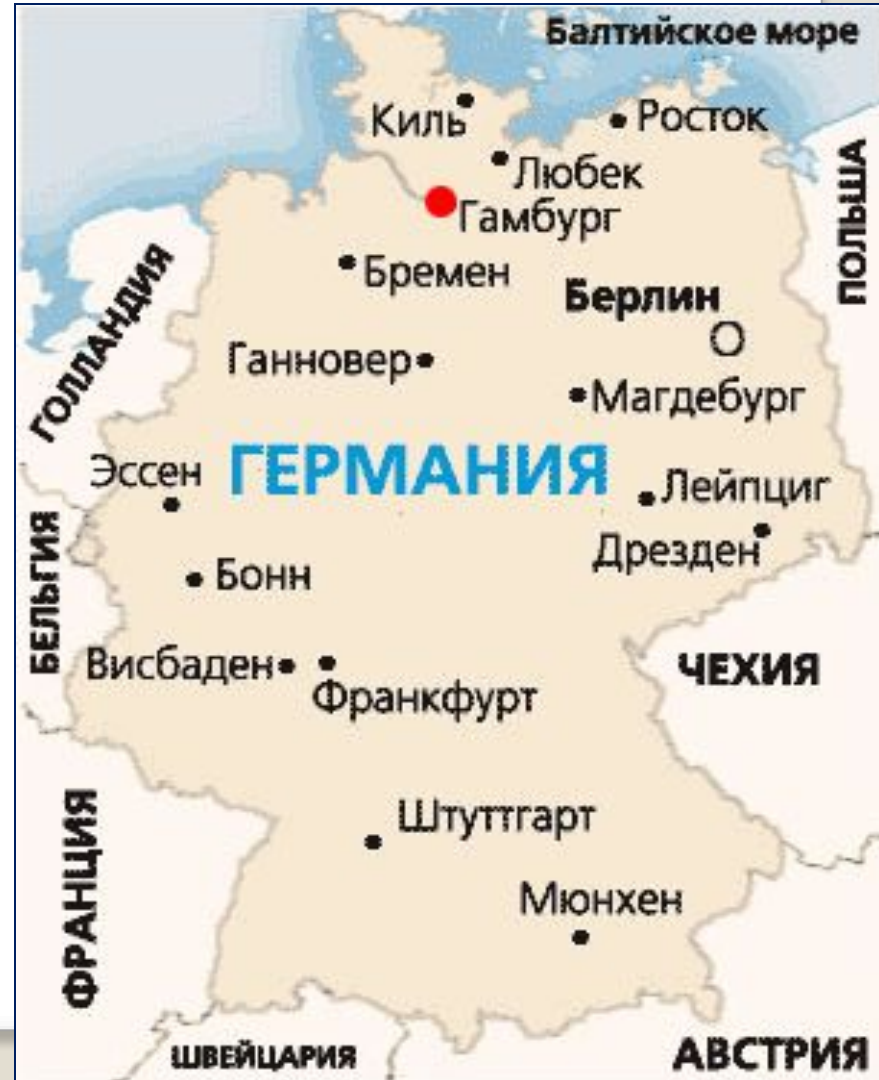 Балтийское море
Киль
Росток
Любек
Гамбург
ПОЛЬША
Бремен
ГОЛЛАНДИЯ
Берлин
Ганновер
Магдебург
Эссен
ГЕРМАНИЯ
Лейпциг
Дрезден
БЕЛЬГИЯ
Бонн
Висбаден
Франкфурт
ЧЕХИЯ
Штуттгарт
ФРАНЦИЯ
Мюнхен
ШВЕЙЦАРИЯ
АВСТРИЯ